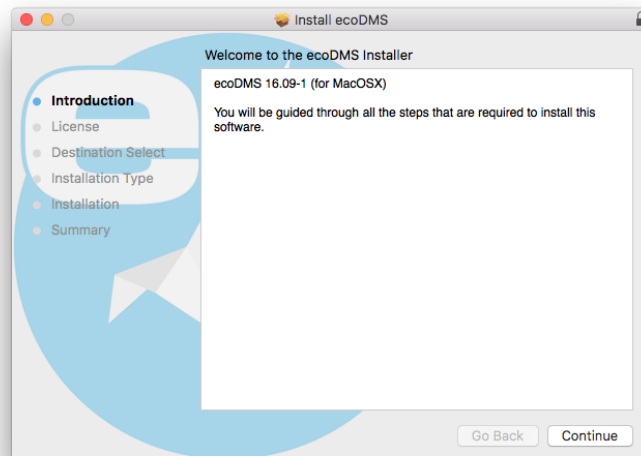 Install ecoDMS
Welcome to the ecoDMS Installer
Introduction
License
Destination Select
Installation Type
Installation
Summary
ecoDMS 16.09-1 (for MacOSX)
You will be guided through all the steps that are required to install this
software.
Go Back
Continue